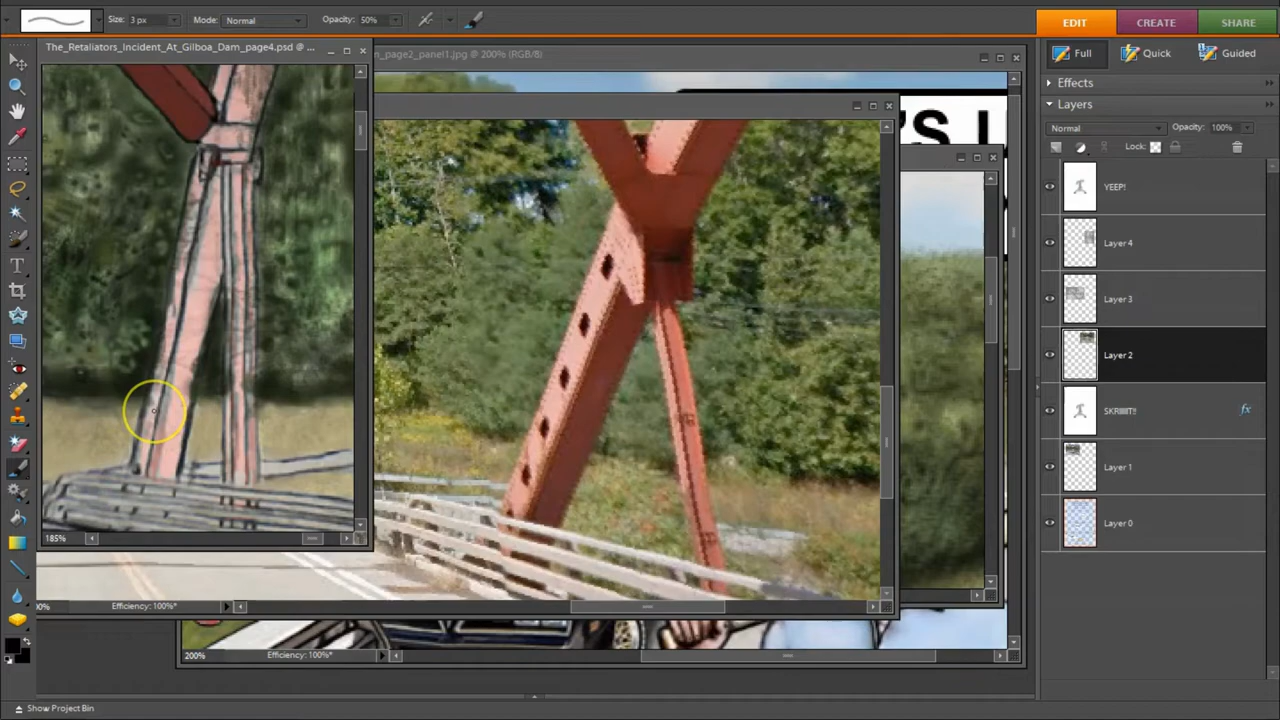 Size: 3 px Mode: Normal Opacity: 50%
EDIT CREATE SHARE
The_Retaliators_Incident_At_Gilboa_Dam_page4.psd @ ...
n_page2_panel1.jpg @ 200% (RGB/8)
Full Quick Guided
Effects
Layers
Normal Opacity: 100%
Lock:
'S
YEEP!
Layer 4
Layer 3
Layer 2
SKRIIIIIT!!
Layer 1
Layer 0
185%
Efficiency: 100%*
200% Efficiency: 100%*
Show Project Bin